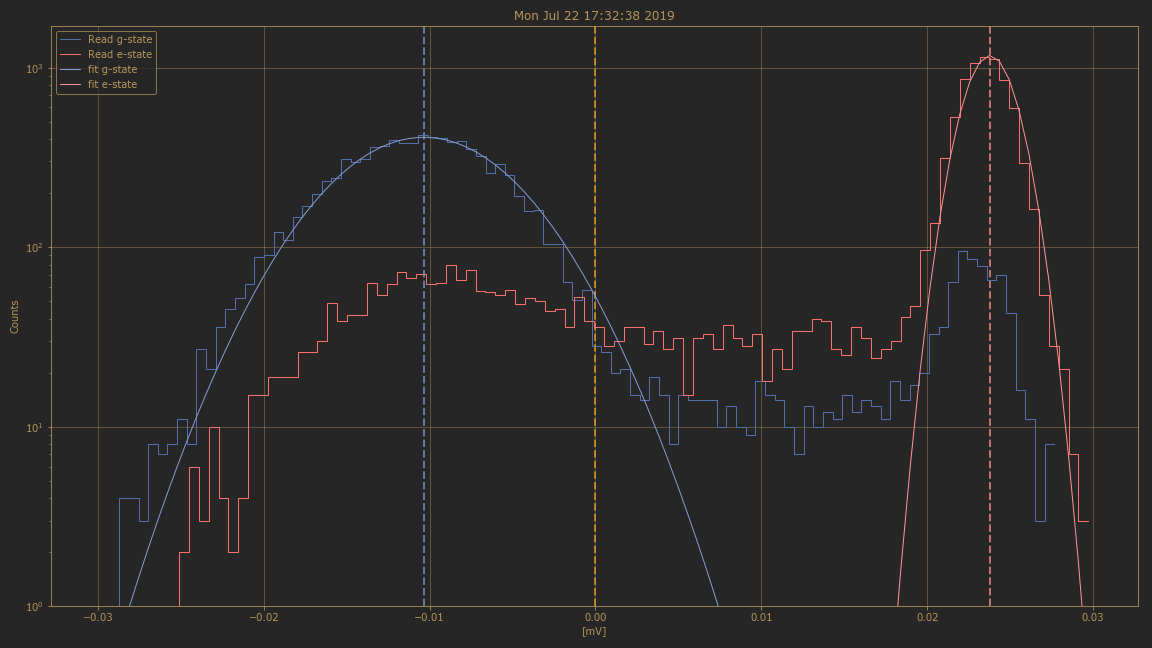 Mon Jul 22 17:32:38 2019
Read g-state
Read e-state
fit g-state
fit e-state
Counts
10³
10²
10¹
10⁰
−0.03 −0.02 −0.01 0.00 0.01 0.02 0.03
[mV]